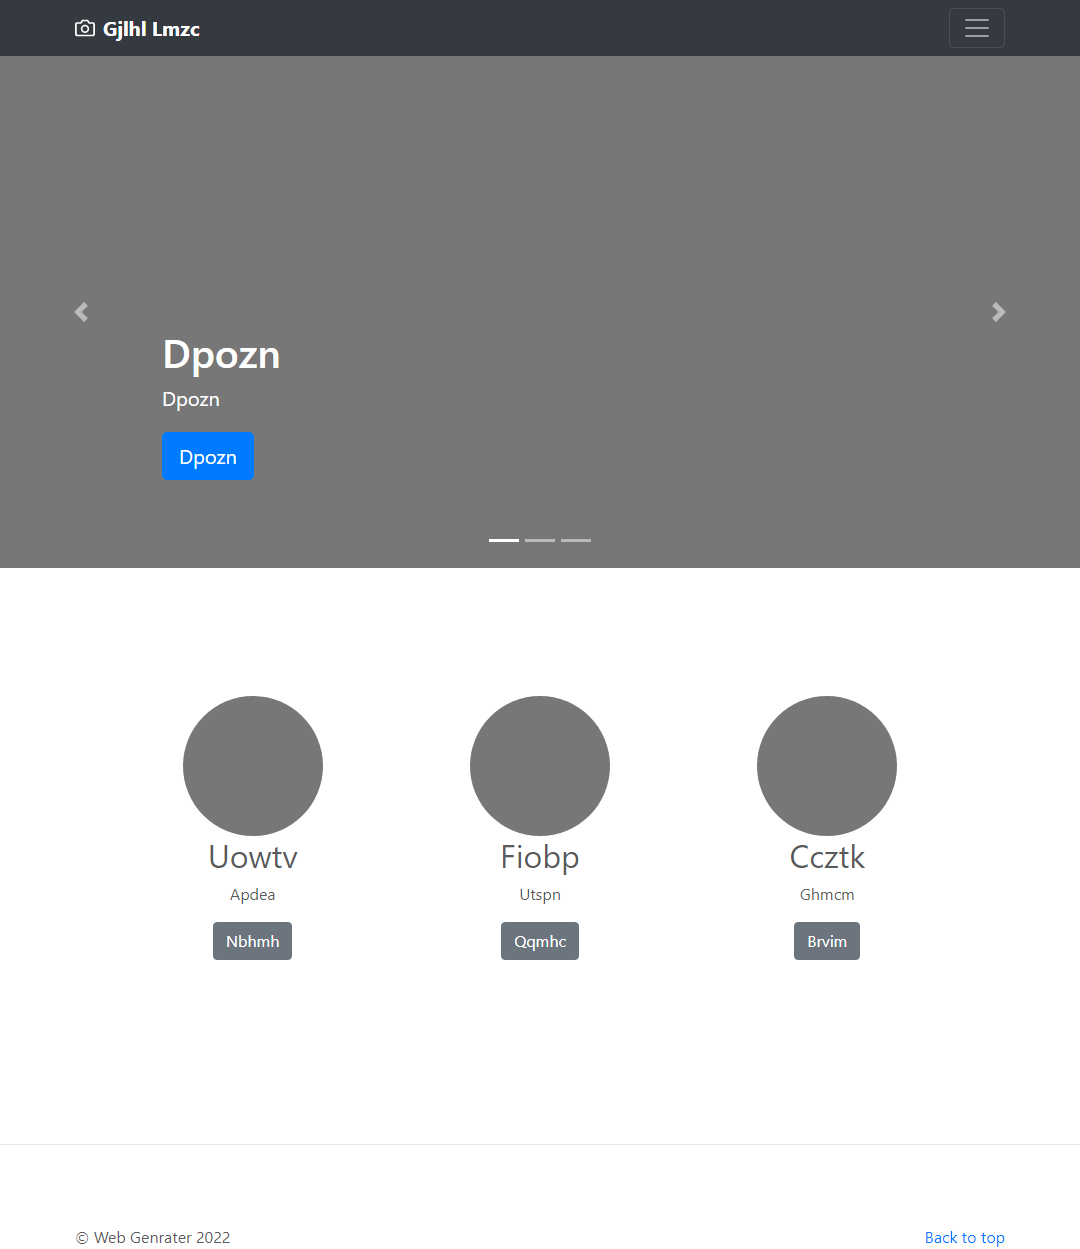 Gjlhl Lmzc
Dpozn
Dpozn
Dpozn
Uowtv
Fiobp
Ccztk
Apdea
Utspn
Ghmcm
Nbhmh
Qqmhc
Brvim
© Web Genrater 2022
Back to top